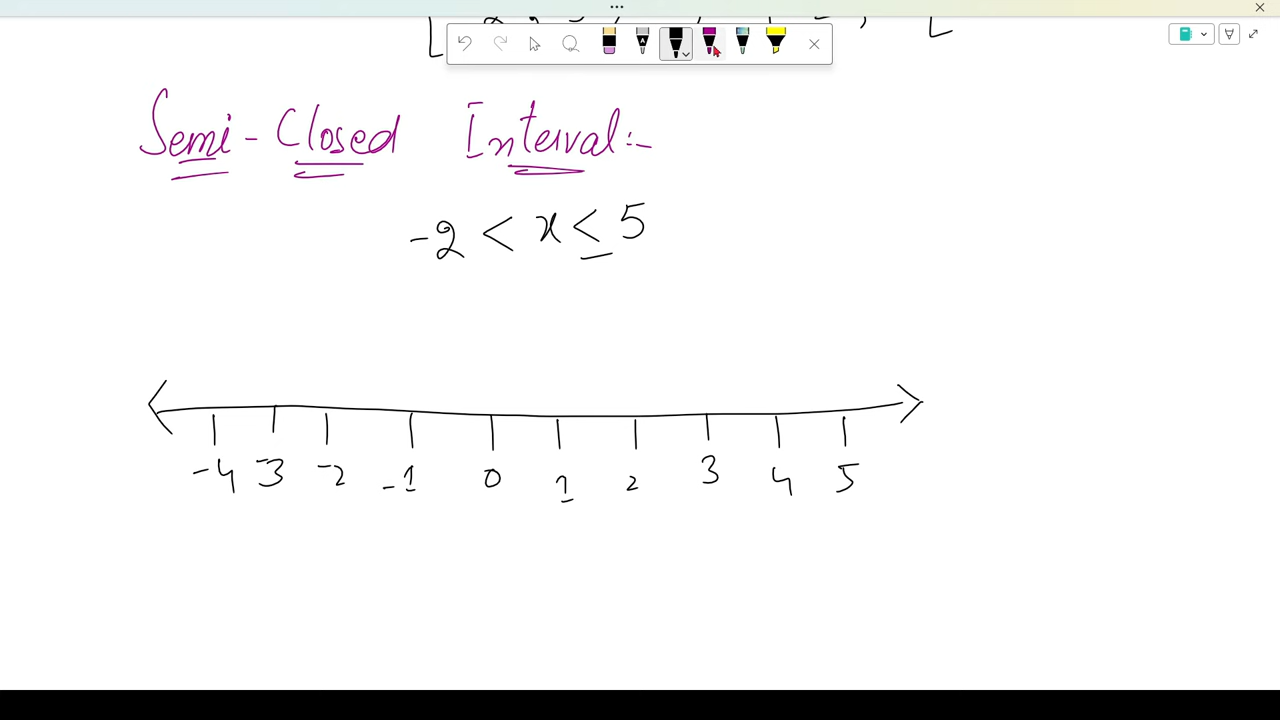 Semi-Closed Interval:-
-2 < x ≤ 5
-4 -3 -2 -1 0 1 2 3 4 5